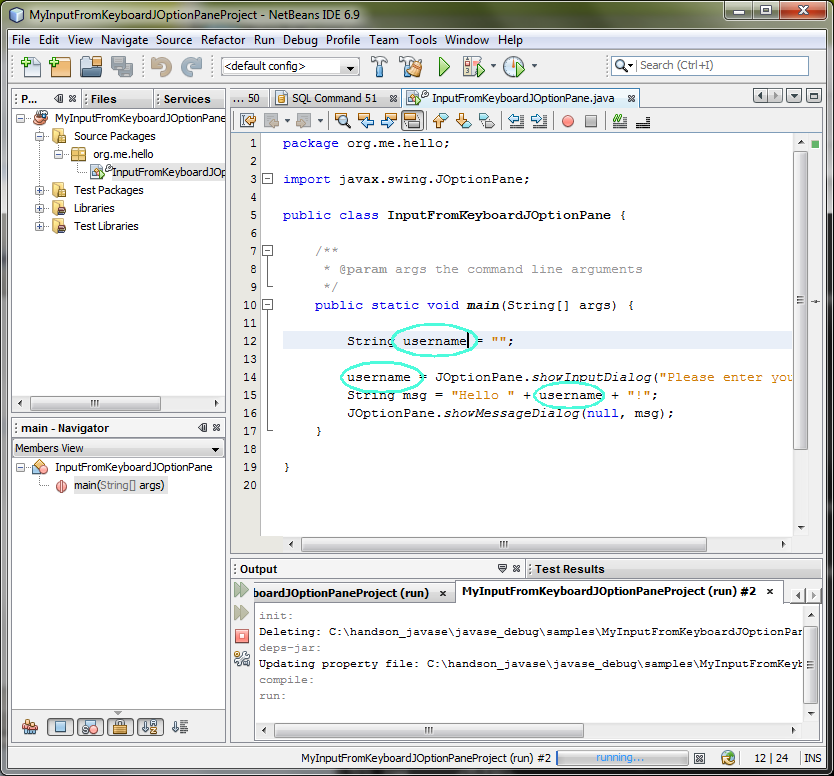 MyInputFromKeyboardJOptionPaneProject - NetBeans IDE 6.9
File Edit View Navigate Source Refactor Run Debug Profile Team Tools Window Help
<default config>
Search (Ctrl+I)
P... Files Services
MyInputFromKeyboardJOptionPane
Source Packages
org.me.hello
InputFromKeyboardJOp
Test Packages
Libraries
Test Libraries
main - Navigator
Members View
InputFromKeyboardJOptionPane
main(String[] args)
... 50 SQL Command 51 InputFromKeyboardJOptionPane.java
1 package org.me.hello;
2
3 import javax.swing.JOptionPane;
4
5 public class InputFromKeyboardJOptionPane {
6
7 /**
8 * @param args the command line arguments
9 */
10 public static void main(String[] args) {
11
12 String username = "";
13
14 username = JOptionPane.showInputDialog("Please enter you
15 String msg = "Hello " + username + "!";
16 JOptionPane.showMessageDialog(null, msg);
17 }
18
19 }
20
Output Test Results
boardJOptionPaneProject (run) MyInputFromKeyboardJOptionPaneProject (run) #2
init:
Deleting: C:\handson_javase\javase_debug\samples\MyInputFromKeyboardJOptionPan
deps-jar:
Updating property file: C:\handson_javase\javase_debug\samples\MyInputFromKeyb
compile:
run:
MyInputFromKeyboardJOptionPaneProject (run) #2 running... 12 | 24 INS